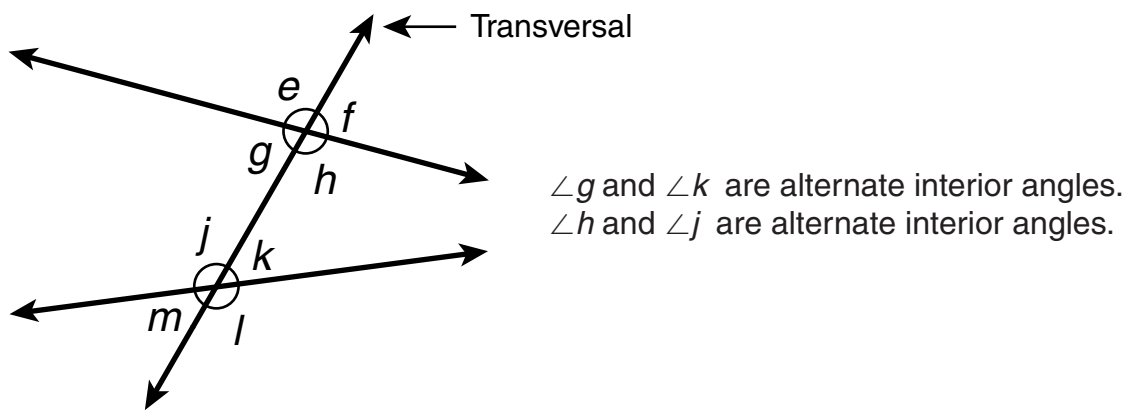 Transversal
e
f
g
h
∠g and ∠k are alternate interior angles.
∠h and ∠j are alternate interior angles.
j
k
m
l